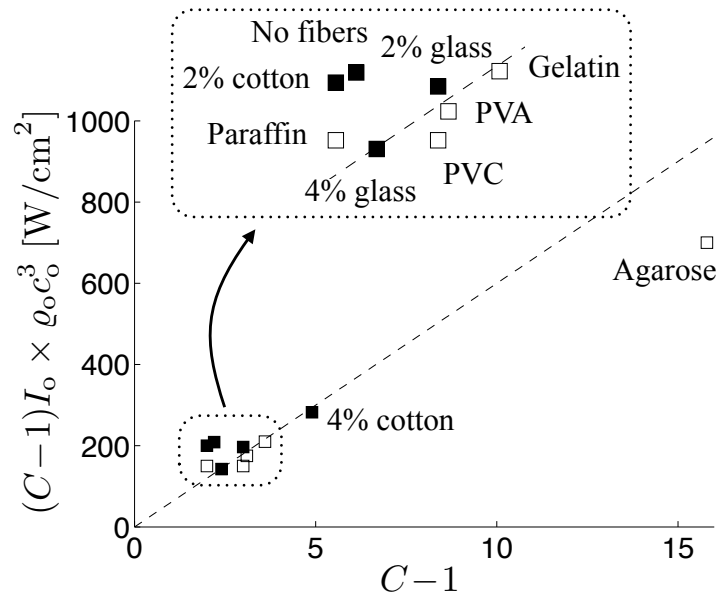 No fibers
2% glass
2% cotton
Gelatin
PVA
Paraffin
PVC
4% glass
Agarose
4% cotton
(C−1)I₀ × ϱ₀c₀³ [W/cm²]
1000
800
600
400
200
0
0 5 10 15
C−1